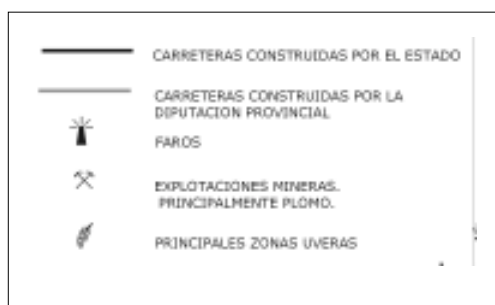 CARRETERAS CONSTRUIDAS POR EL ESTADO
CARRETERAS CONSTRUIDAS POR LA
DIPUTACION PROVINCIAL
FAROS
EXPLOTACIONES MINERAS.
PRINCIPALMENTE PLOMO.
PRINCIPALES ZONAS UVERAS